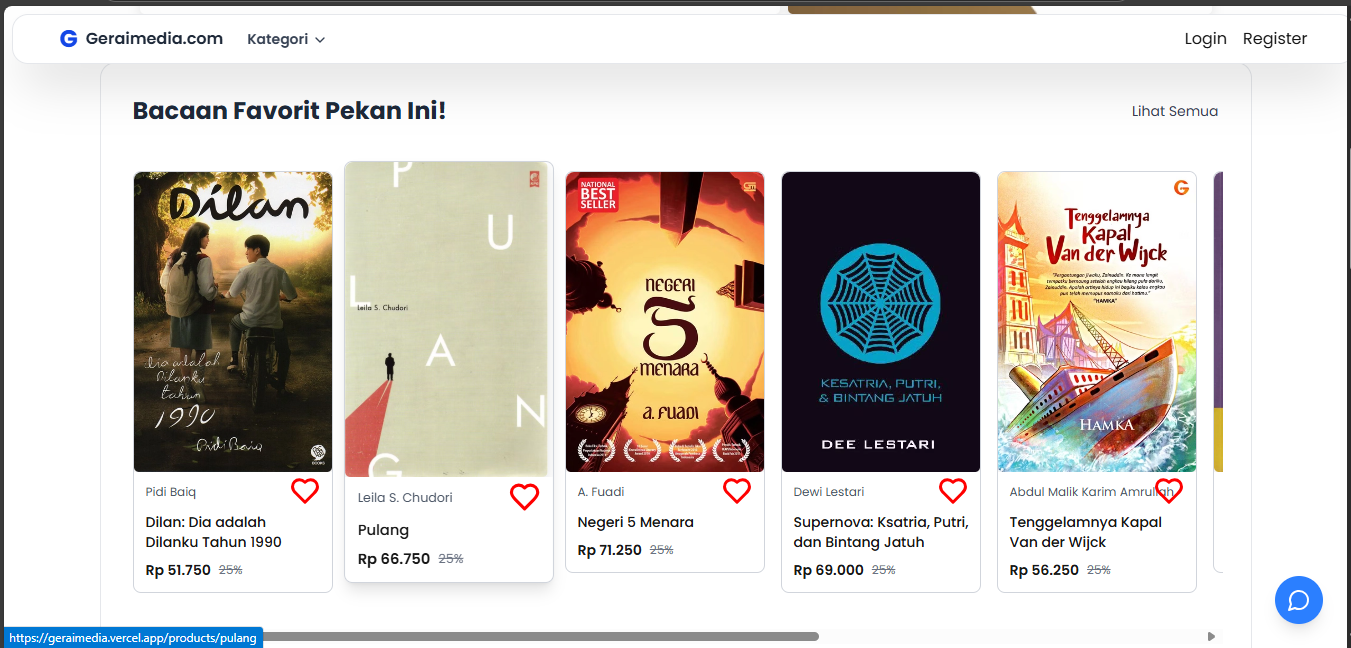 Geraimedia.com
Kategori
Login
Register
Bacaan Favorit Pekan Ini!
Lihat Semua
Dilan
dia adalah
Dilanku
tahun
1990
Pidi Baiq
Pidi Baiq
Dilan: Dia adalah
Dilanku Tahun 1990
Rp 51.750 25%
P
U
L
Leila S. Chudori
A
N
G
Leila S. Chudori
Pulang
Rp 66.750 25%
NATIONAL
BEST
SELLER
NEGERI
5
MENARA
A. FUADI
A. Fuadi
Negeri 5 Menara
Rp 71.250 25%
KESATRIA, PUTRI,
& BINTANG JATUH
DEE LESTARI
Dewi Lestari
Supernova: Ksatria, Putri,
dan Bintang Jatuh
Rp 69.000 25%
Tenggelamnya
Kapal
Van der Wijck
"HAMKA"
HAMKA
Abdul Malik Karim Amrullah
Tenggelamnya Kapal
Van der Wijck
Rp 56.250 25%
https://geraimedia.vercel.app/products/pulang